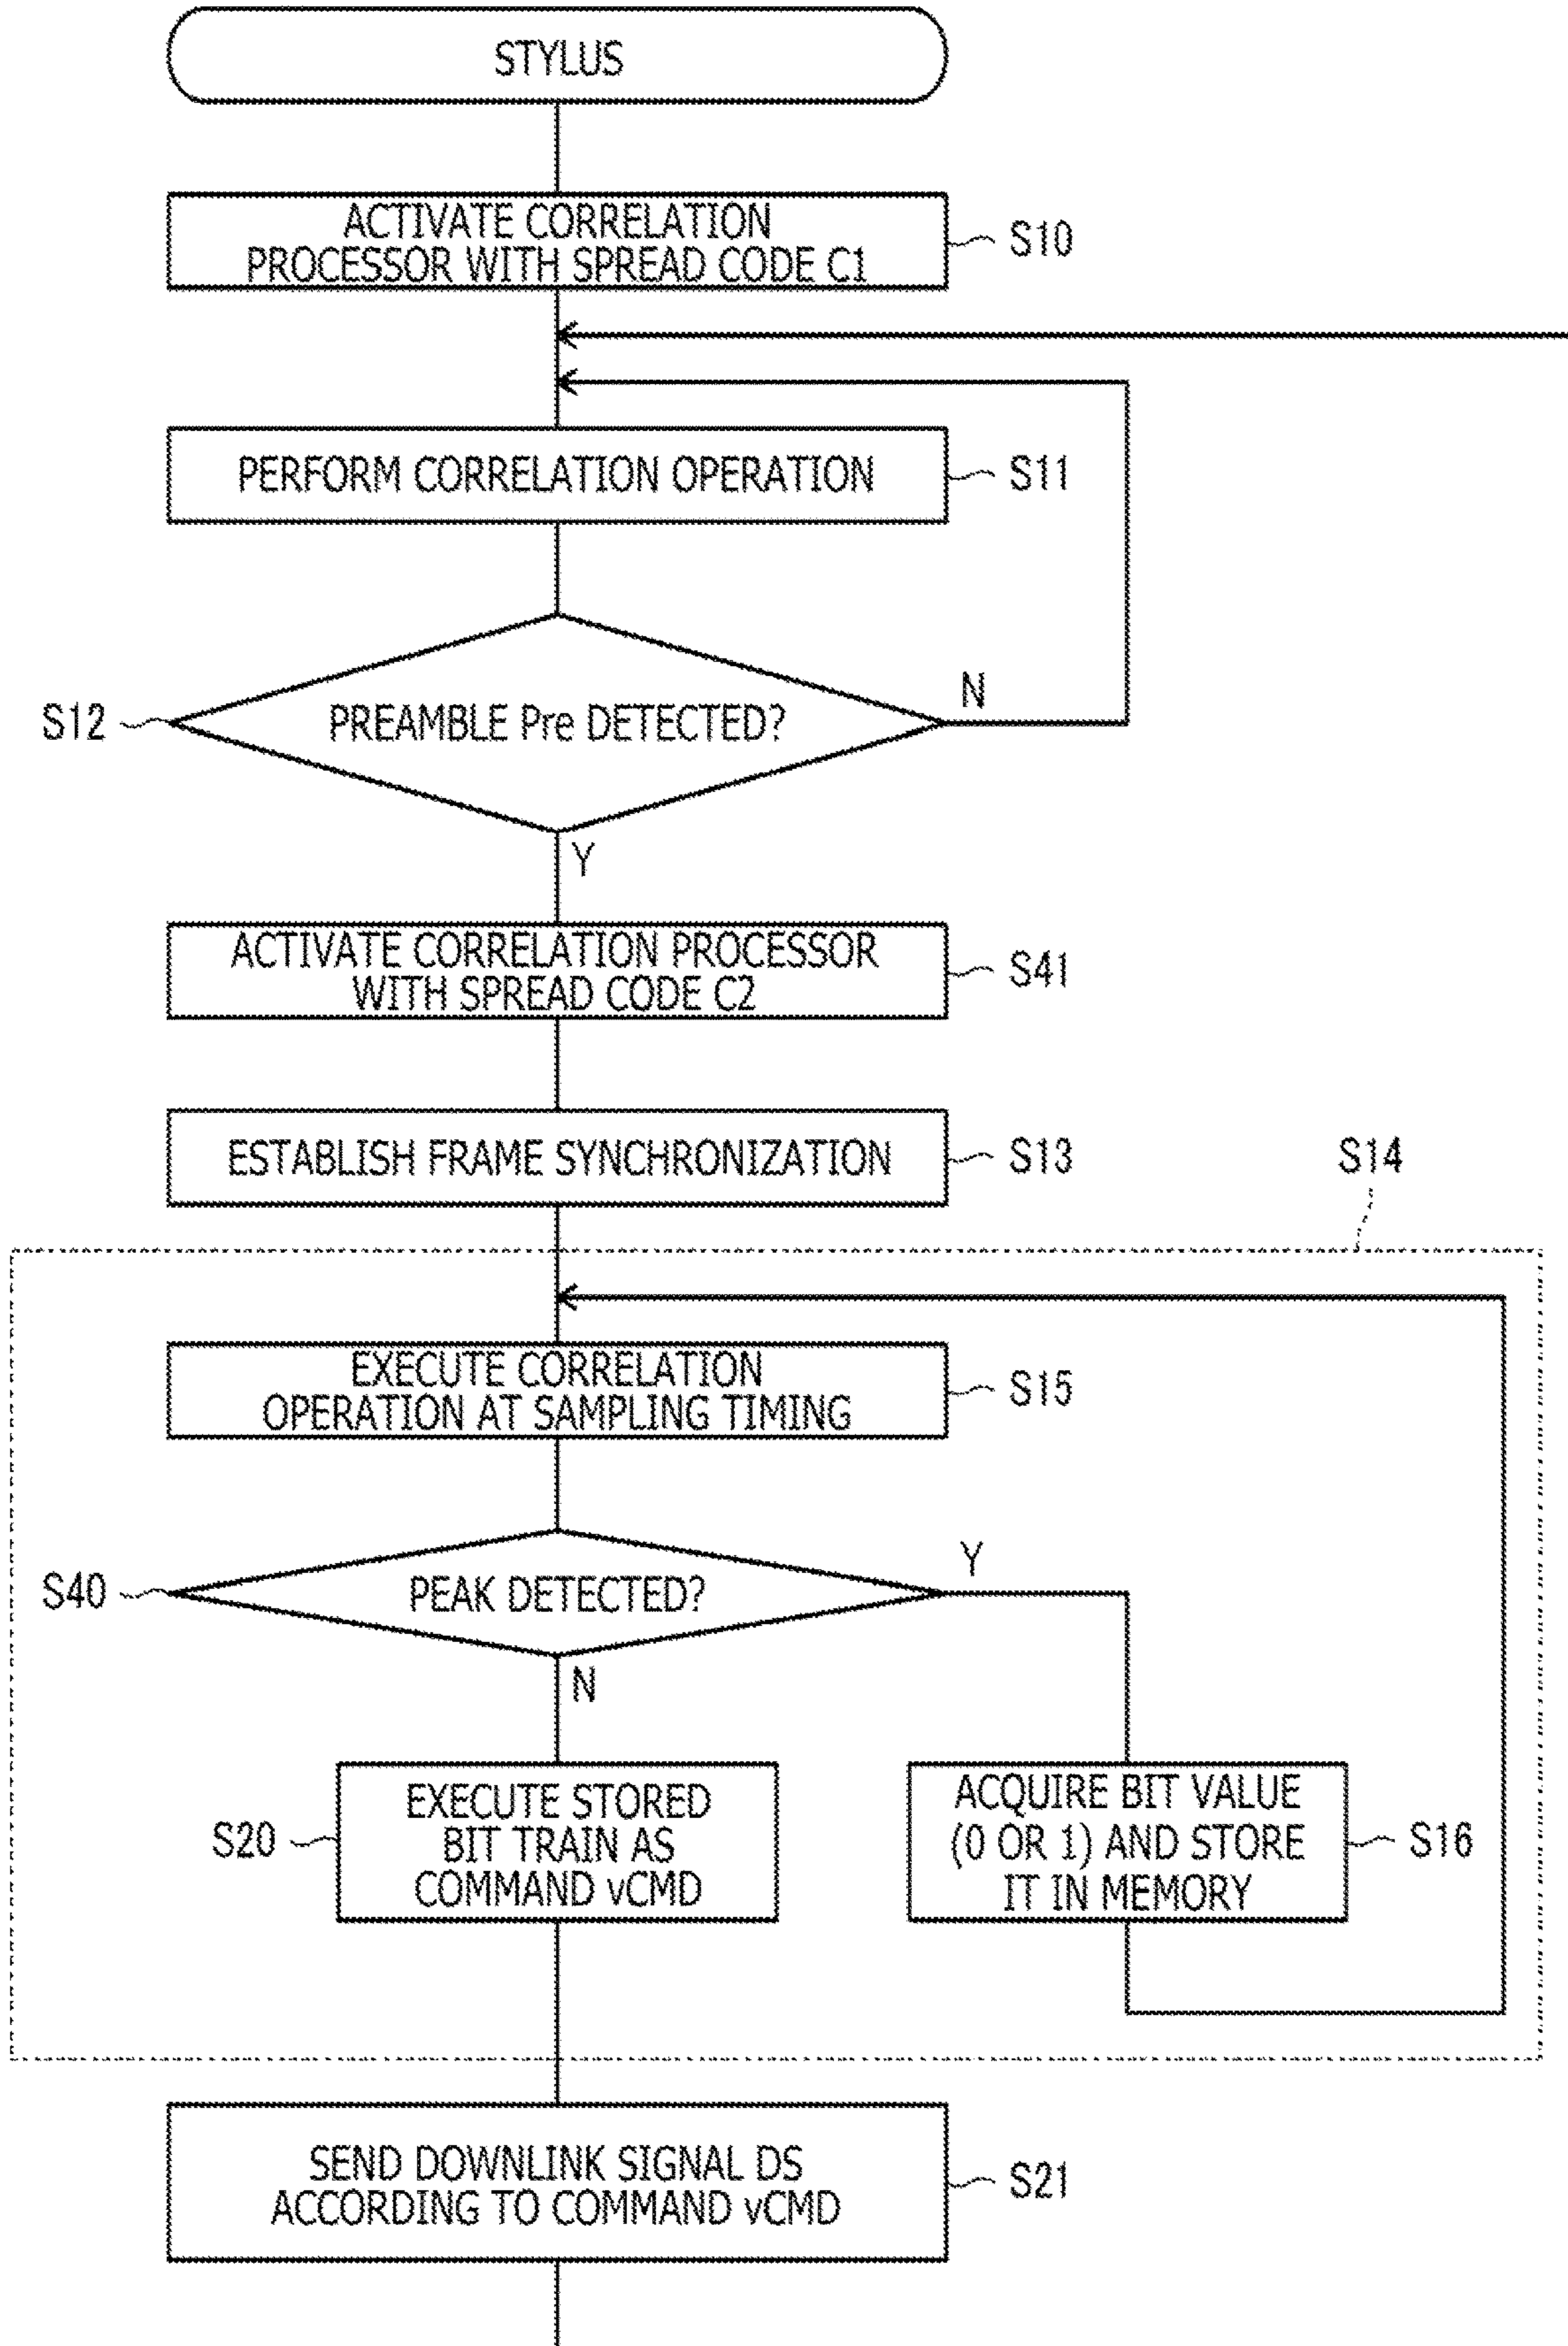 STYLUS
ACTIVATE CORRELATION
PROCESSOR WITH SPREAD CODE C1
S10
PERFORM CORRELATION OPERATION
S11
S12
PREAMBLE Pre DETECTED?
N
Y
ACTIVATE CORRELATION PROCESSOR
WITH SPREAD CODE C2
S41
ESTABLISH FRAME SYNCHRONIZATION
S13
S14
EXECUTE CORRELATION
OPERATION AT SAMPLING TIMING
S15
S40
PEAK DETECTED?
Y
N
S20
EXECUTE STORED
BIT TRAIN AS
COMMAND vCMD
ACQUIRE BIT VALUE
(0 OR 1) AND STORE
IT IN MEMORY
S16
SEND DOWNLINK SIGNAL DS
ACCORDING TO COMMAND vCMD
S21